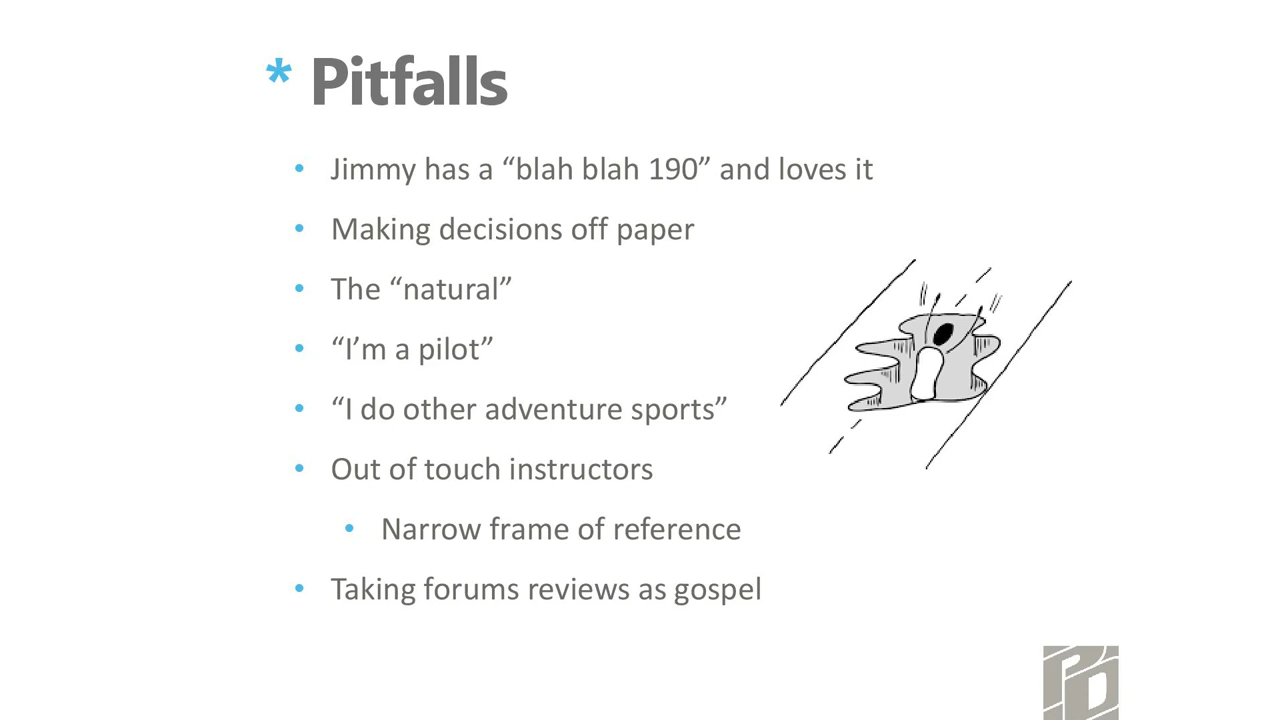 * Pitfalls
• Jimmy has a “blah blah 190” and loves it
• Making decisions off paper
• The “natural”
• “I’m a pilot”
• “I do other adventure sports”
• Out of touch instructors
• Narrow frame of reference
• Taking forums reviews as gospel
PD